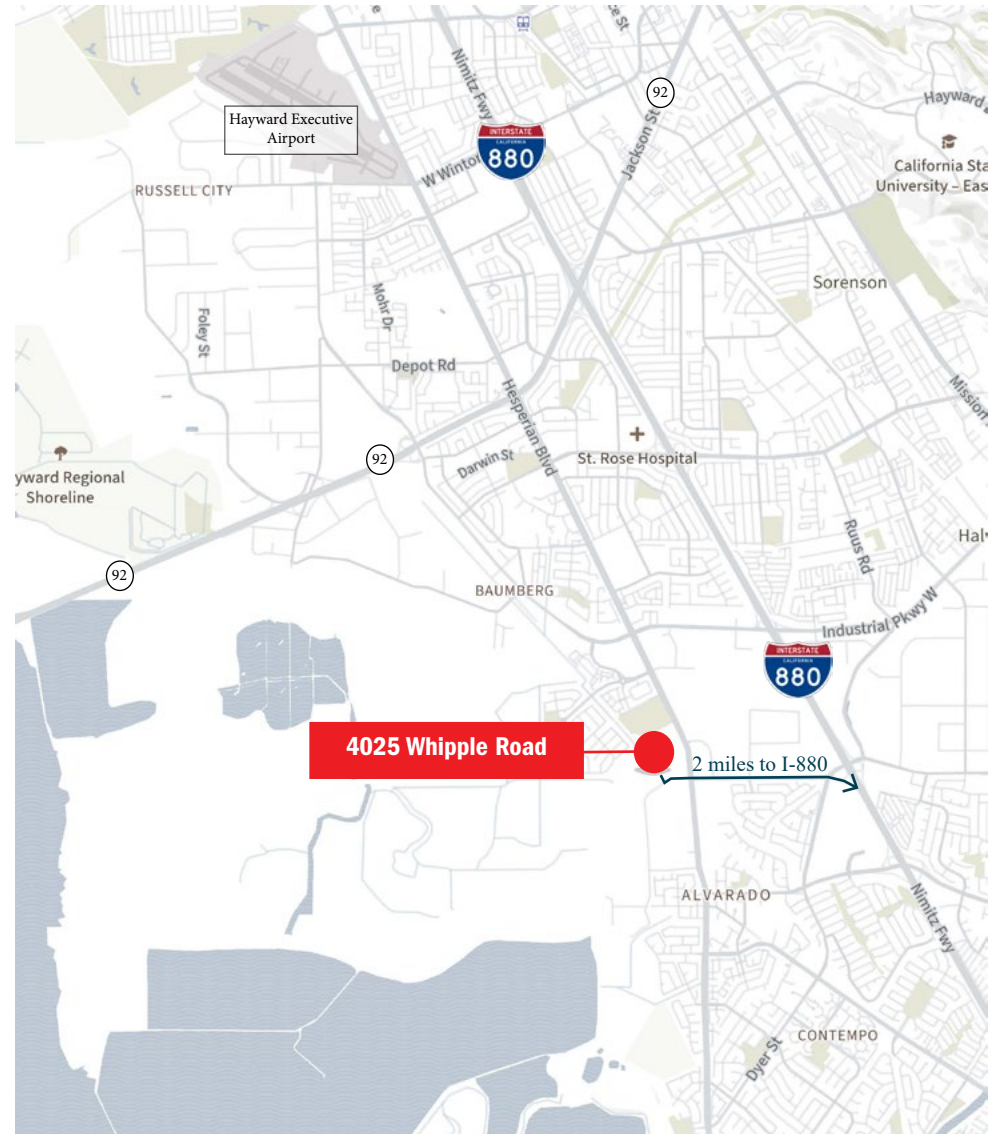 Nimitz Fwy
ce St
92
Hayward
Hayward Executive
Airport
INTERSTATE
CALIFORNIA
880
Jackson St
W Winton
California Sta
University – Eas
RUSSELL CITY
Sorenson
Mohr Dr
Foley St
Depot Rd
Hesperian Blvd
Mission
92
Darwin St
St. Rose Hospital
yward Regional
Shoreline
Ruus Rd
Hal
92
BAUMBERG
Industrial Pkwy W
INTERSTATE
CALIFORNIA
880
4025 Whipple Road
2 miles to I-880
ALVARADO
Nimitz Fwy
CONTEMPO
Dyer St